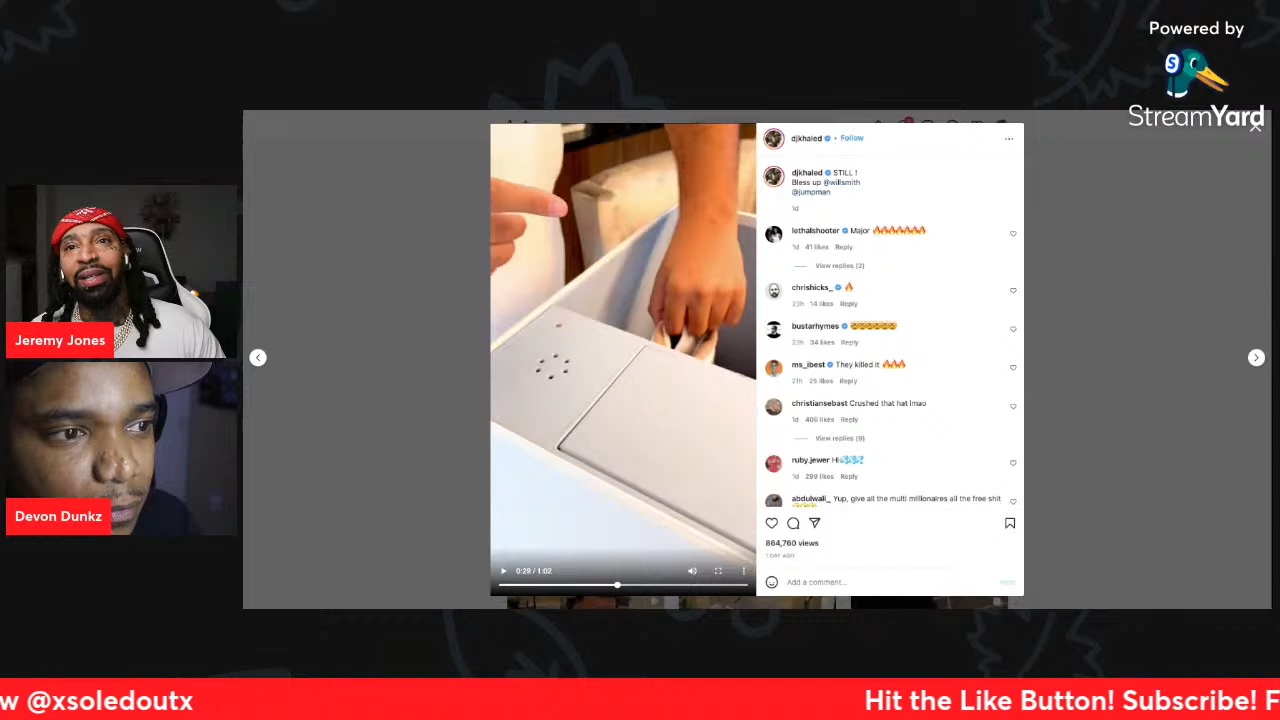 Powered by
StreamYard
djkhaled • Follow
djkhaled STILL !
Bless up @willsmith
@jumpman
1d
lethalshooter Major 🔥🔥🔥🔥🔥🔥🔥
1d 41 likes Reply
View replies (2)
chrishicks_ 🔥
23h 14 likes Reply
bustarhymes 🤯🤯🤯🤯🤯🤯
23h 34 likes Reply
ms_ibest They killed it 🔥🔥🔥
21h 25 likes Reply
christiansebast Crushed that hat lmao
1d 406 likes Reply
View replies (9)
ruby.jewer Hi
1d 299 likes Reply
abdulwali_ Yup, give all the multi millionaires all the free shit
864,760 views
1 DAY AGO
Add a comment...
Post
0:29 / 1:02
Jeremy Jones
Devon Dunkz
w @xsoledoutx
Hit the Like Button! Subscribe! F